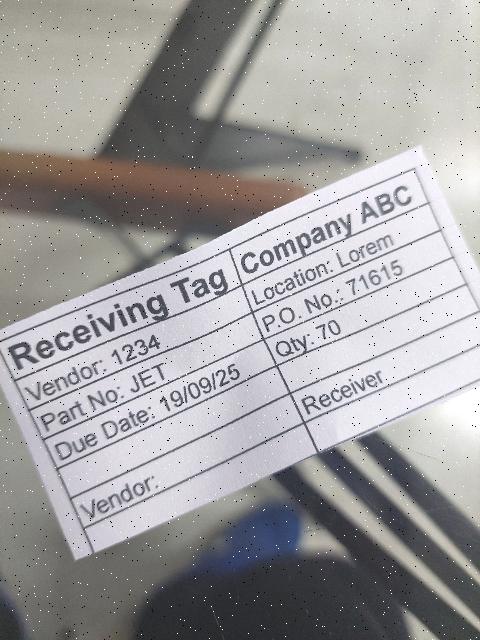 Receiving Tag Company ABC
Vendor: 1234 Location: Lorem
Part No: JET P.O. No.: 71615
Due Date: 19/09/25 Qty: 70
Vendor: Receiver